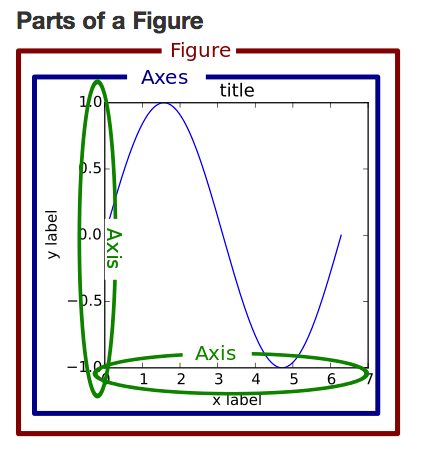 Parts of a Figure
Figure
Axes
title
1.0
0.5
0.0
−0.5
−1.0
y label
Axis
Axis
0 1 2 3 4 5 6 7
x label